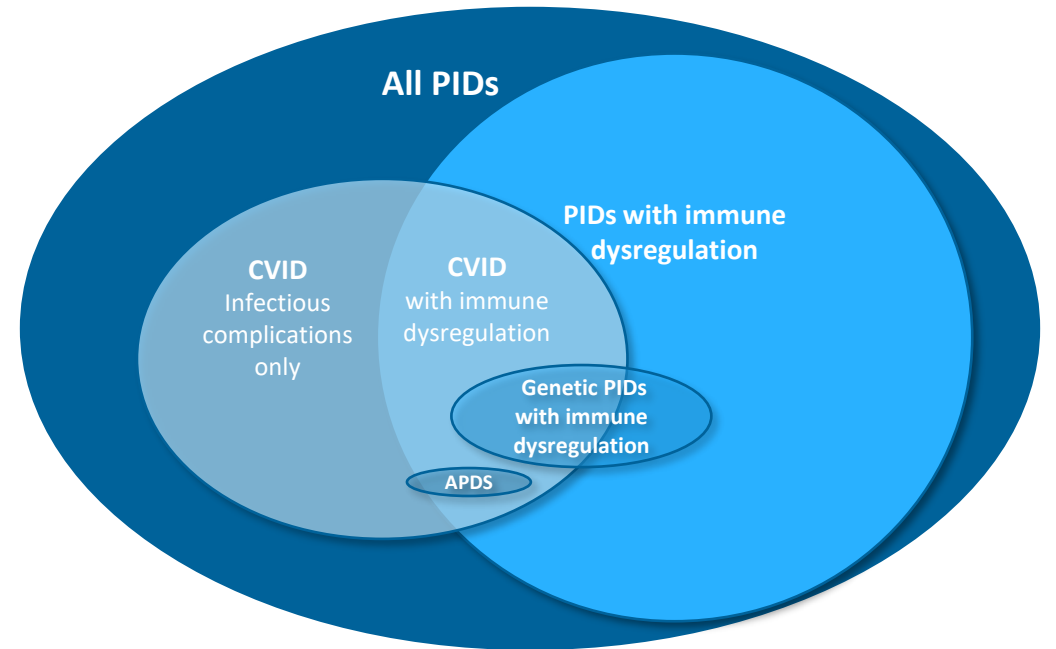 All PIDs
PIDs with immune
dysregulation
CVID
Infectious
complications
only
CVID
with immune
dysregulation
Genetic PIDs
with immune
dysregulation
APDS